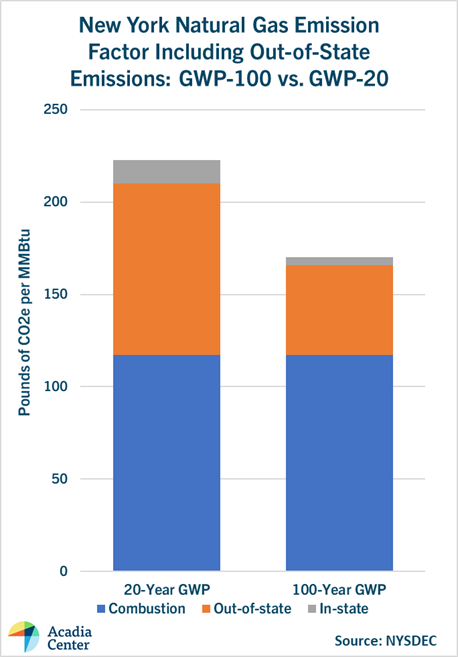 New York Natural Gas Emission
Factor Including Out-of-State
Emissions: GWP-100 vs. GWP-20
Pounds of CO2e per MMBtu
250
200
150
100
50
0
20-Year GWP 100-Year GWP
Combustion Out-of-state In-state
Acadia
Center
Source: NYSDEC